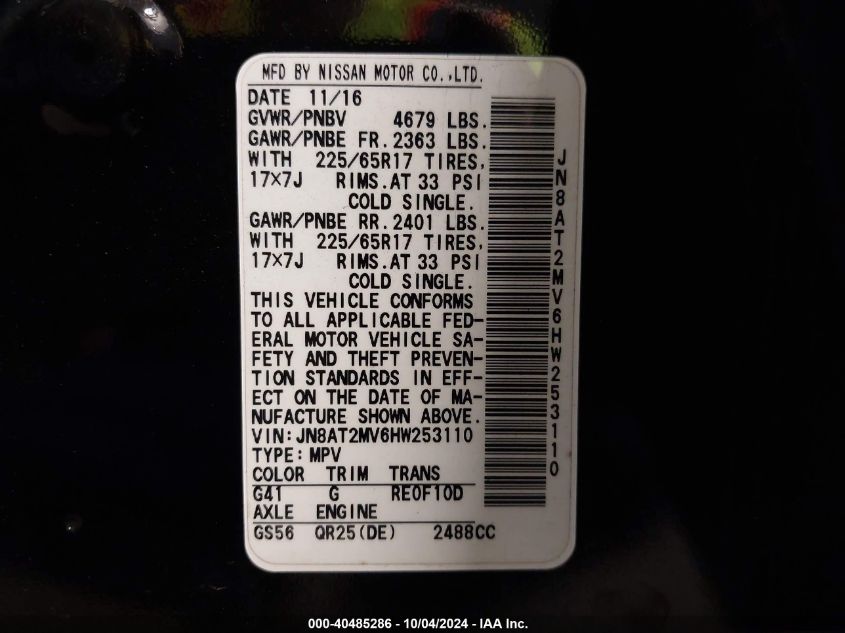 MFD BY NISSAN MOTOR CO.,LTD.
DATE 11/16
GVWR/PNBV 4679 LBS.
GAWR/PNBE FR. 2363 LBS.
WITH 225/65R17 TIRES,
17×7J RIMS. AT 33 PSI
COLD SINGLE.
GAWR/PNBE RR. 2401 LBS.
WITH 225/65R17 TIRES,
17×7J RIMS. AT 33 PSI
COLD SINGLE.
THIS VEHICLE CONFORMS
TO ALL APPLICABLE FED-
ERAL MOTOR VEHICLE SA-
FETY AND THEFT PREVEN-
TION STANDARDS IN EFF-
ECT ON THE DATE OF MA-
NUFACTURE SHOWN ABOVE.
VIN: JN8AT2MV6HW253110
TYPE: MPV
COLOR TRIM TRANS
G41 G RE0F10D
AXLE ENGINE
GS56 QR25(DE) 2488CC
JN8AT2MV6HW253110
000-40485286 - 10/04/2024 - IAA Inc.